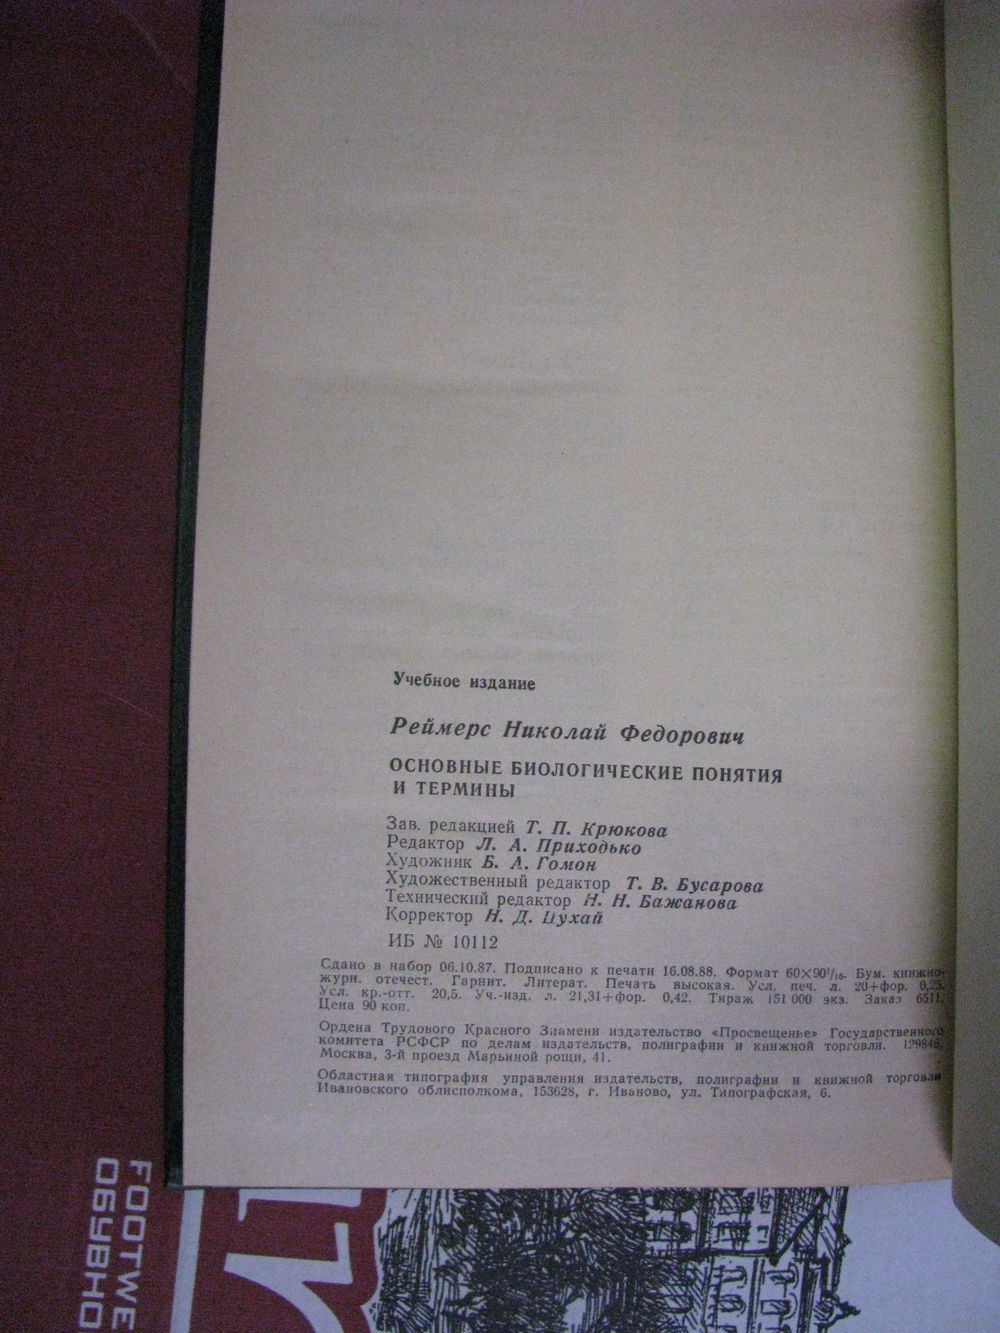 Учебное издание
Реймерс Николай Федорович
ОСНОВНЫЕ БИОЛОГИЧЕСКИЕ ПОНЯТИЯ
И ТЕРМИНЫ
Зав. редакцией Т. П. Крюкова
Редактор Л. А. Приходько
Художник Б. А. Гомон
Художественный редактор Т. В. Бусарова
Технический редактор Н. Н. Бажанова
Корректор Н. Д. Цухай
ИБ № 10112
Сдано в набор 06.10.87. Подписано к печати 16.08.88. Формат 60×90¹/₁₆. Бум. книжно-
журн. отечест. Гарнит. Литерат. Печать высокая. Усл. печ. л. 20+фор. 0,25.
Усл. кр.-отт. 20,5. Уч.-изд. л. 21,31+фор. 0,42. Тираж 151 000 экз. Заказ 6511.
Цена 90 коп.
Ордена Трудового Красного Знамени издательство «Просвещенье» Государственного
комитета РСФСР по делам издательств, полиграфии и книжной торговли. 129846,
Москва, 3-й проезд Марьиной рощи, 41.
Областная типография управления издательств, полиграфии и книжной торговли
Ивановского облисполкома, 153628, г. Иваново, ул. Типографская, 6.
FOOTWE
ОБУВНО